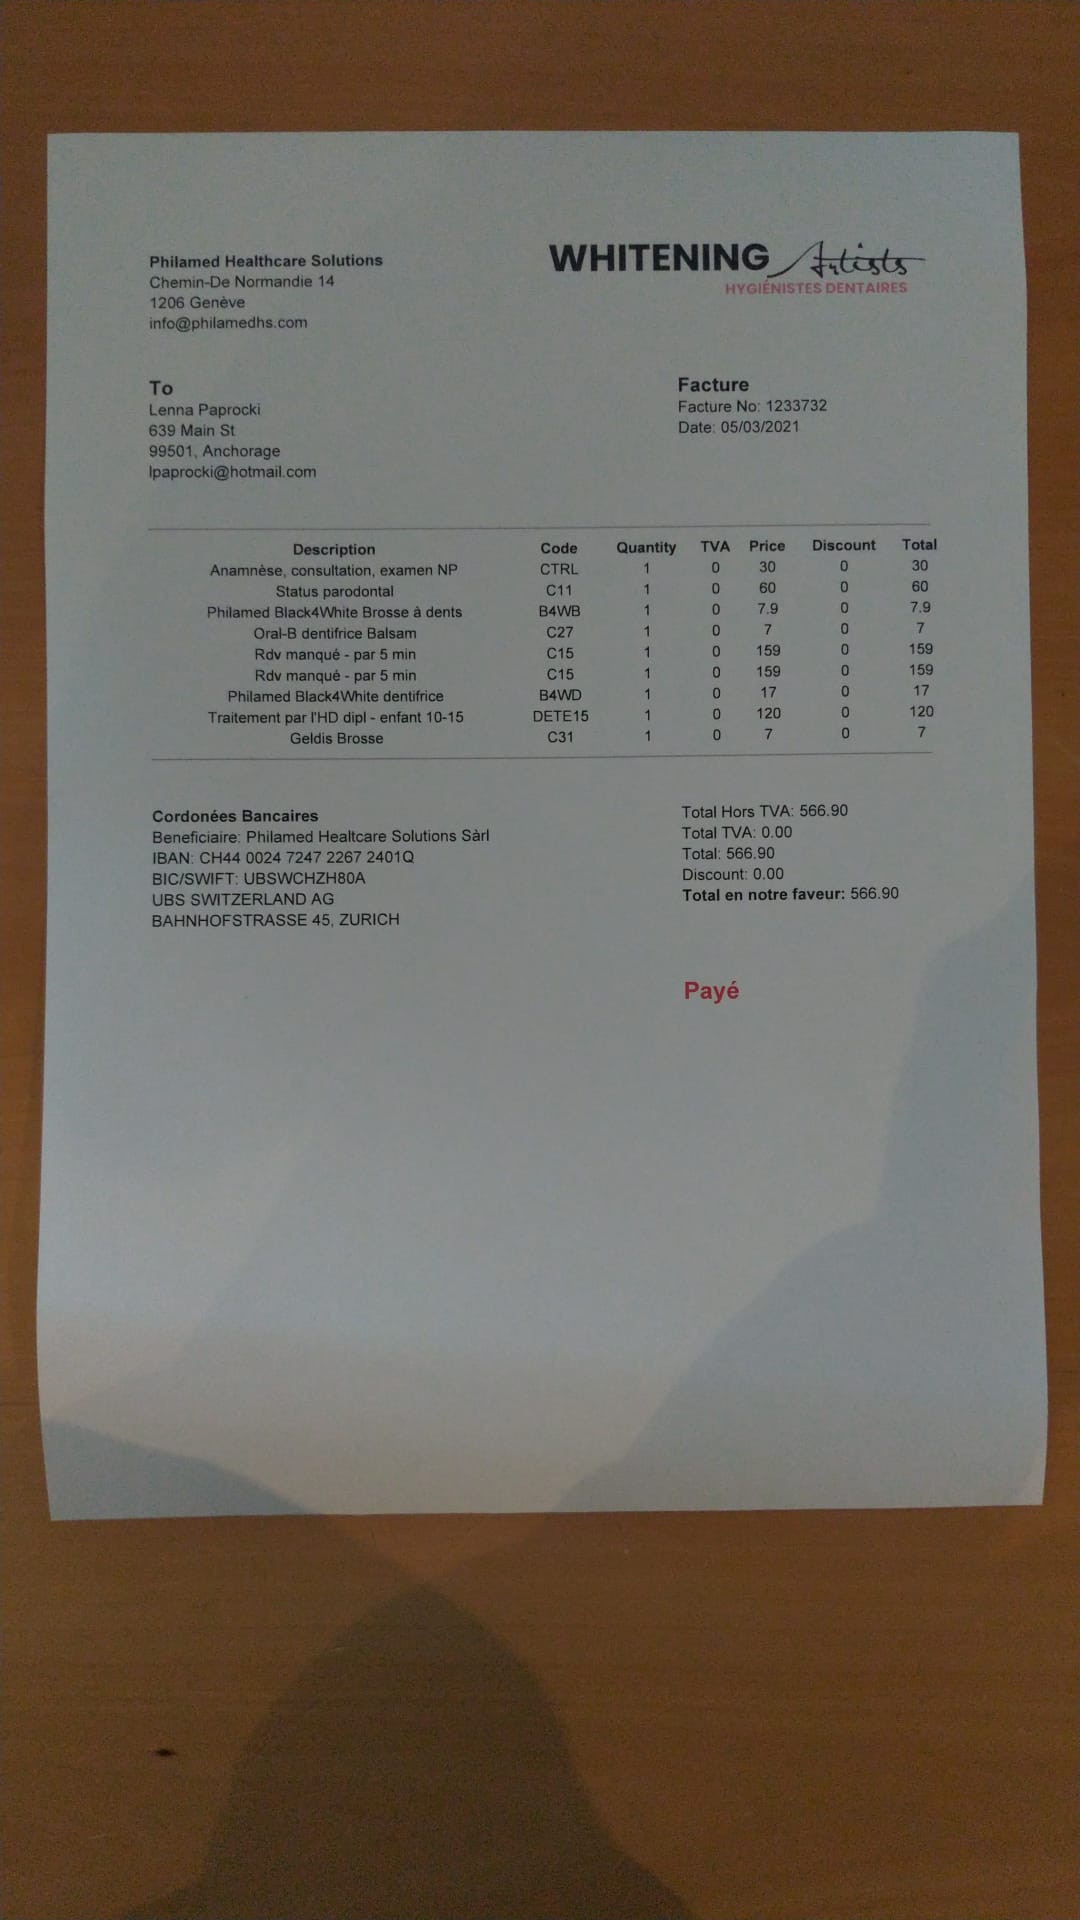 Philamed Healthcare Solutions
Chemin-De Normandie 14
1206 Genève
info@philamedhs.com
WHITENING Artists
HYGIÉNISTES DENTAIRES
To
Lenna Paprocki
639 Main St
99501, Anchorage
lpaprocki@hotmail.com
Facture
Facture No: 1233732
Date: 05/03/2021
Description Code Quantity TVA Price Discount Total
Anamnèse, consultation, examen NP CTRL 1 0 30 0 30
Status parodontal C11 1 0 60 0 60
Philamed Black4White Brosse à dents B4WB 1 0 7.9 0 7.9
Oral-B dentifrice Balsam C27 1 0 7 0 7
Rdv manqué - par 5 min C15 1 0 159 0 159
Rdv manqué - par 5 min C15 1 0 159 0 159
Philamed Black4White dentifrice B4WD 1 0 17 0 17
Traitement par l'HD dipl - enfant 10-15 DETE15 1 0 120 0 120
Geldis Brosse C31 1 0 7 0 7
Cordonées Bancaires
Beneficiaire: Philamed Healtcare Solutions Sàrl
IBAN: CH44 0024 7247 2267 2401Q
BIC/SWIFT: UBSWCHZH80A
UBS SWITZERLAND AG
BAHNHOFSTRASSE 45, ZURICH
Total Hors TVA: 566.90
Total TVA: 0.00
Total: 566.90
Discount: 0.00
Total en notre faveur: 566.90
Payé